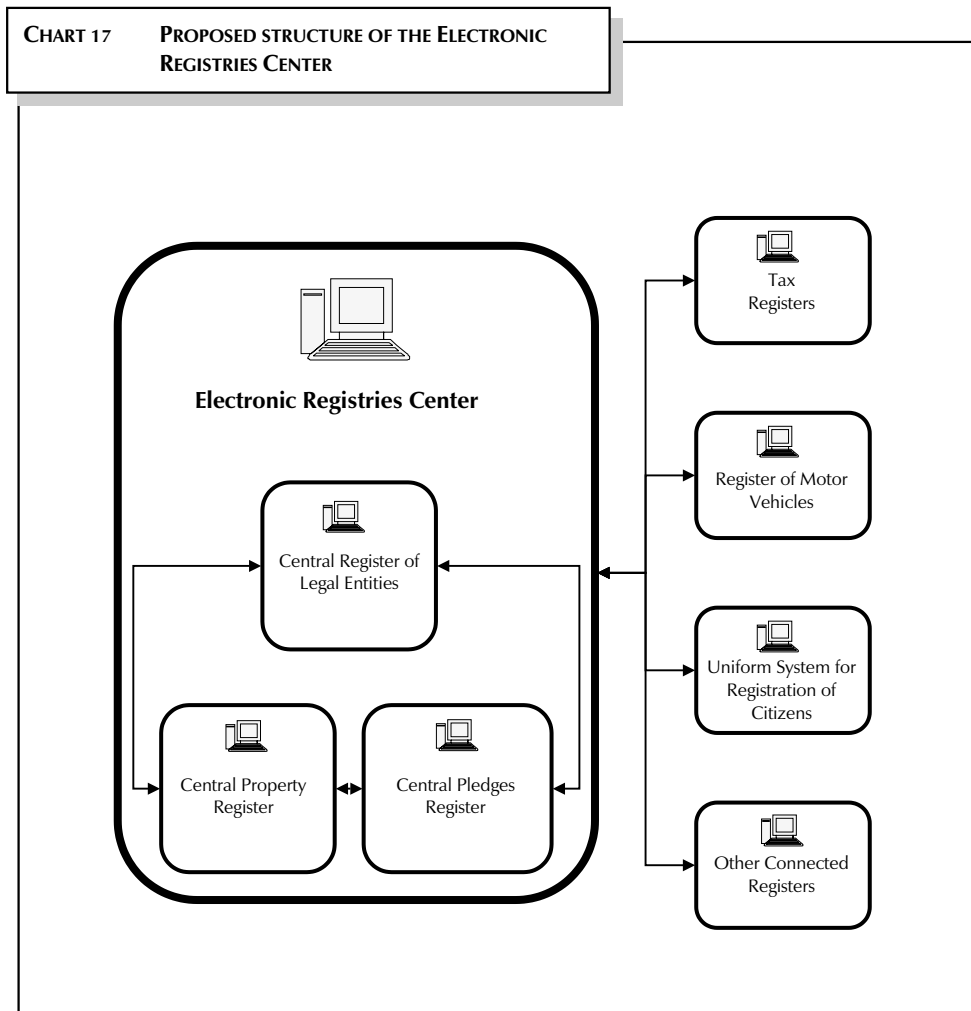 CHART 17 PROPOSED STRUCTURE OF THE ELECTRONIC
REGISTRIES CENTER
Electronic Registries Center
Central Register of
Legal Entities
Central Property
Register
Central Pledges
Register
Tax
Registers
Register of Motor
Vehicles
Uniform System for
Registration of
Citizens
Other Connected
Registers